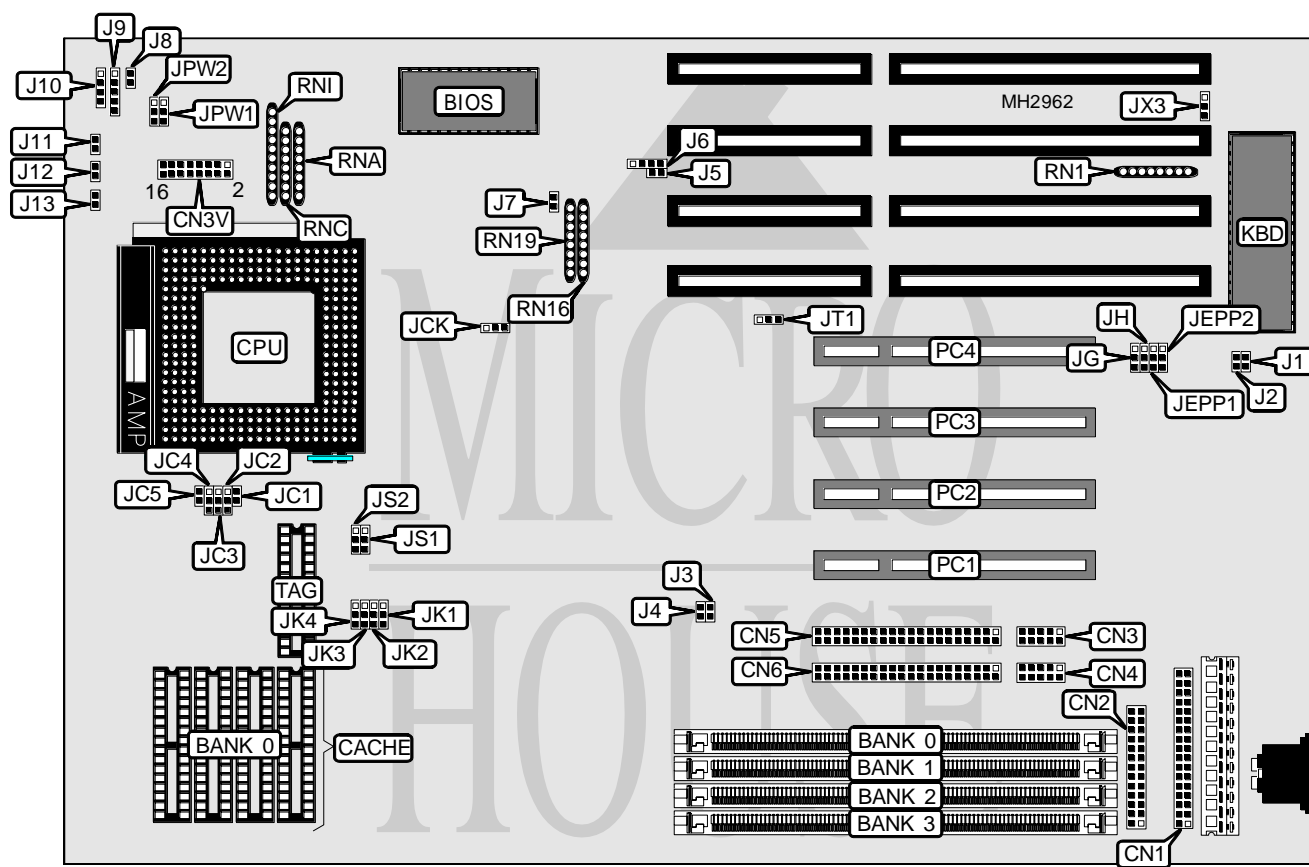 J9
J8
J10
JPW2
JPW1
RNI
BIOS
MH2962
JX3
J11
J12
J13
RNA
J6
J5
RN1
16
2
CN3V
RNC
J7
RN19
KBD
RN16
JCK
JT1
CPU
AMP
PC4
JH
JEPP2
JG
J1
JEPP1
J2
PC3
MICRO
JC4
JC2
JC5
JC1
JC3
JS2
JS1
PC2
TAG
PC1
J3
J4
JK4
JK1
JK3
JK2
CN5
CN3
CN6
CN4
HOUSE
CN2
BANK 0
CACHE
BANK 0
BANK 1
BANK 2
BANK 3
CN1